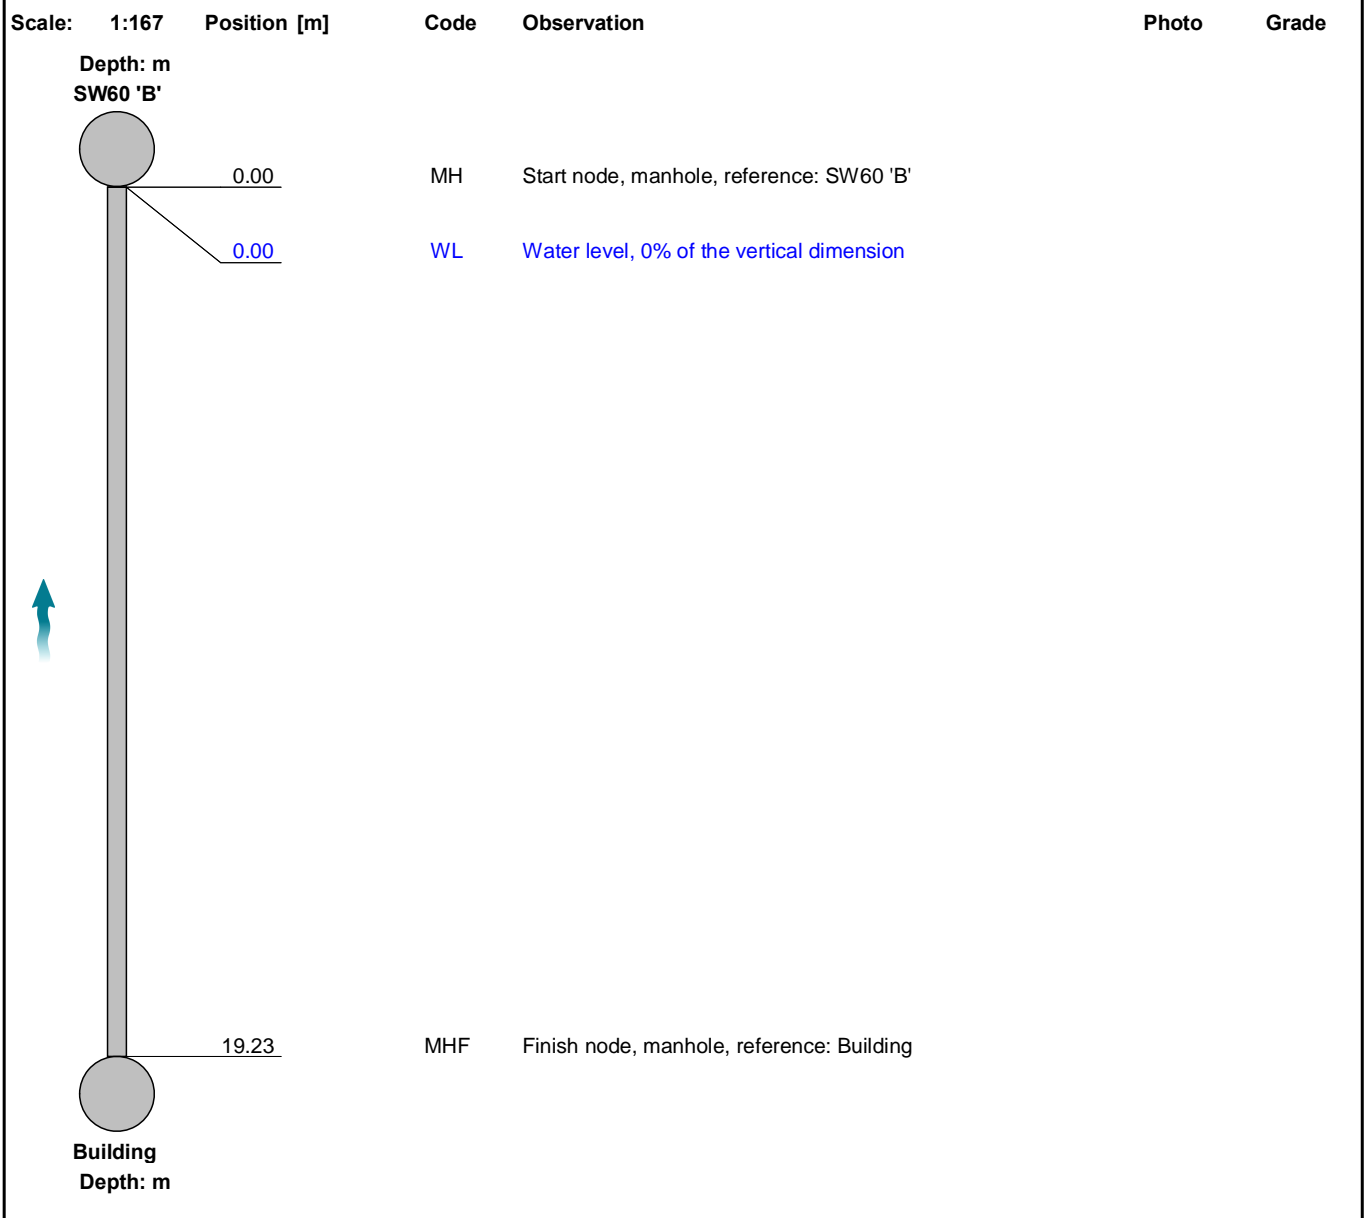 Scale: 1:167 Position [m] Code Observation Photo Grade
Depth: m
SW60 'B'
0.00 MH Start node, manhole, reference: SW60 'B'
0.00 WL Water level, 0% of the vertical dimension
19.23 MHF Finish node, manhole, reference: Building
Building
Depth: m